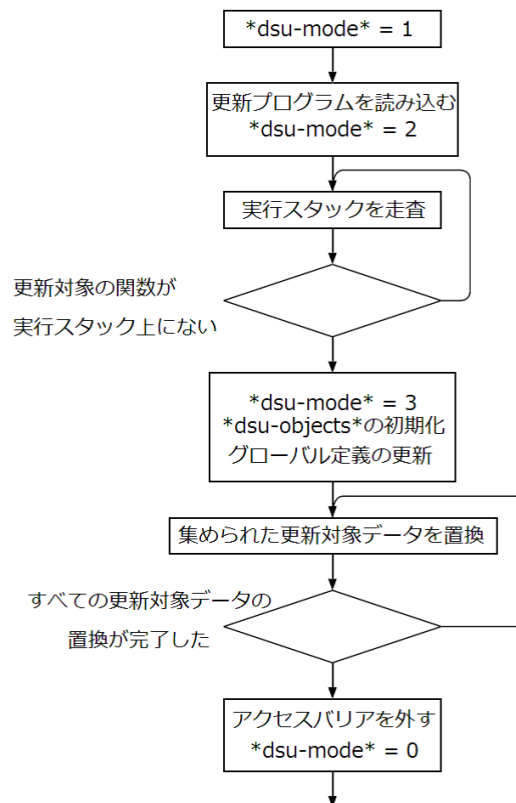 *dsu-mode* = 1
更新プログラムを読み込む
*dsu-mode* = 2
実行スタックを走査
更新対象の関数が
実行スタック上にない
*dsu-mode* = 3
*dsu-objects*の初期化
グローバル定義の更新
集められた更新対象データを置換
すべての更新対象データの
置換が完了した
アクセスバリアを外す
*dsu-mode* = 0